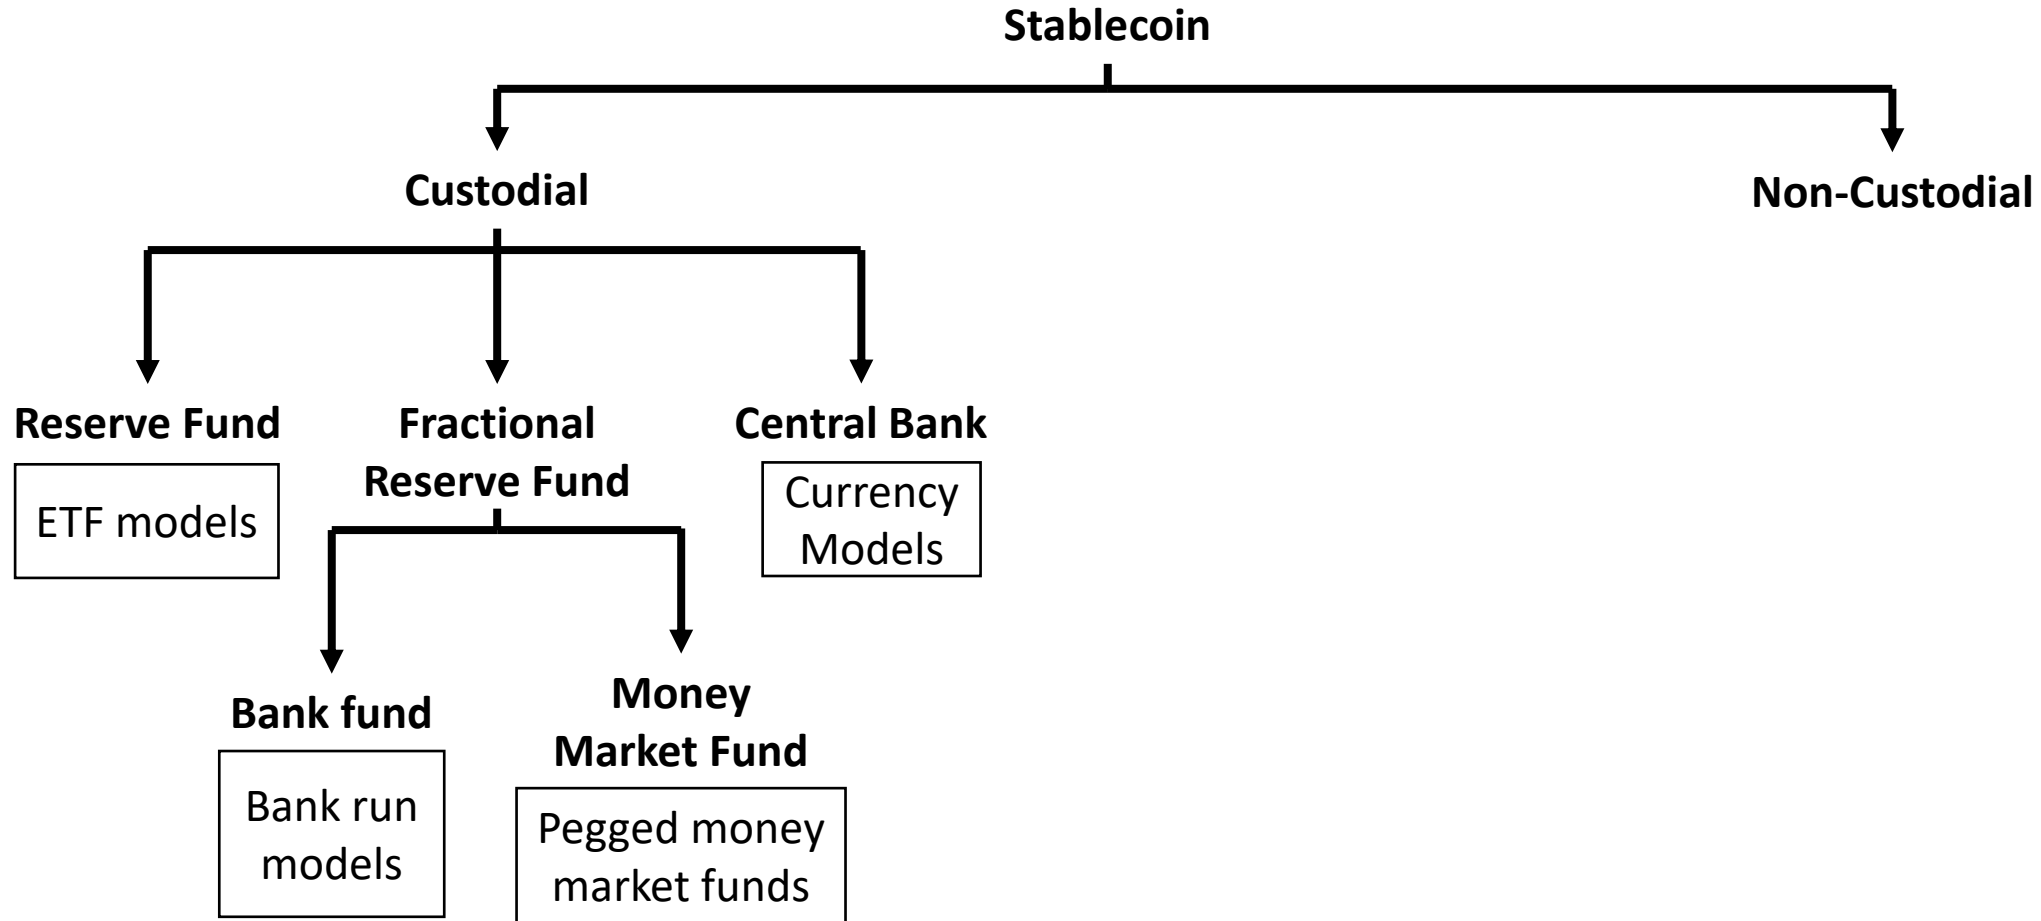 Stablecoin
Custodial
Non-Custodial
Reserve Fund
ETF models
Fractional
Reserve Fund
Central Bank
Currency
Models
Bank fund
Bank run
models
Money
Market Fund
Pegged money
market funds